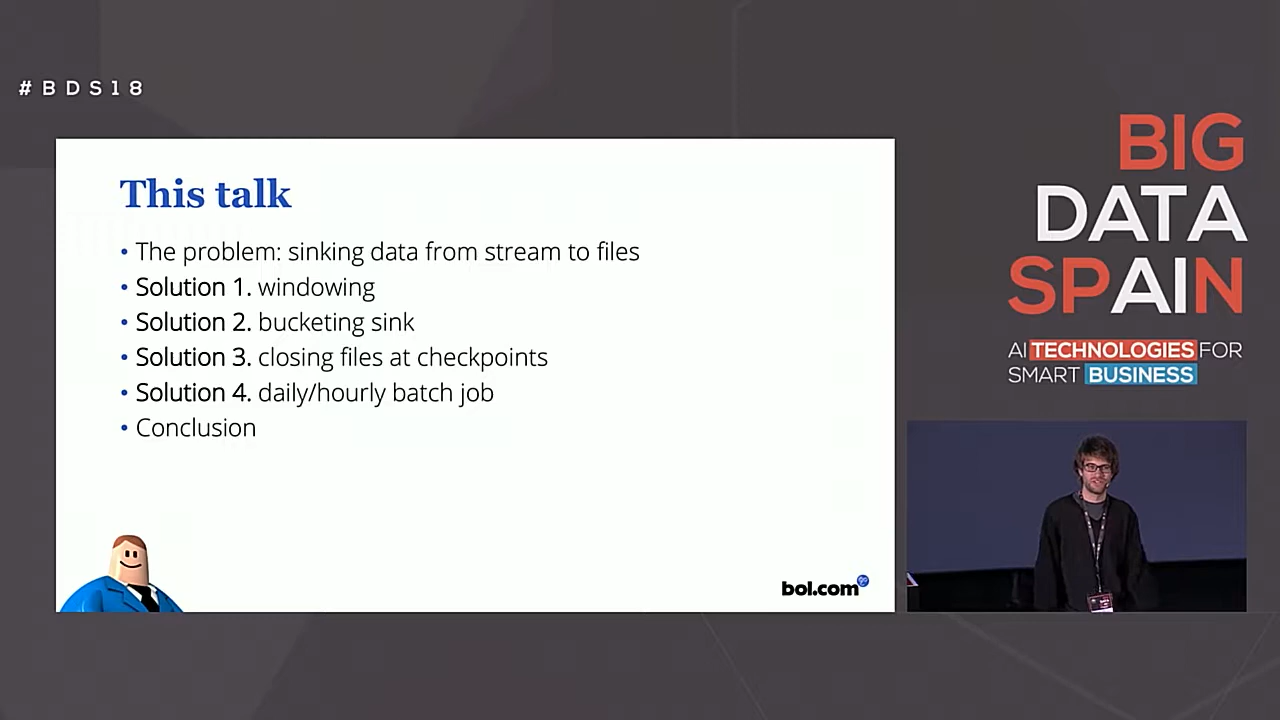 #BDS18
This talk
• The problem: sinking data from stream to files
• Solution 1. windowing
• Solution 2. bucketing sink
• Solution 3. closing files at checkpoints
• Solution 4. daily/hourly batch job
• Conclusion
bol.com
BIG
DATA
SPAIN
AI TECHNOLOGIES FOR
SMART BUSINESS